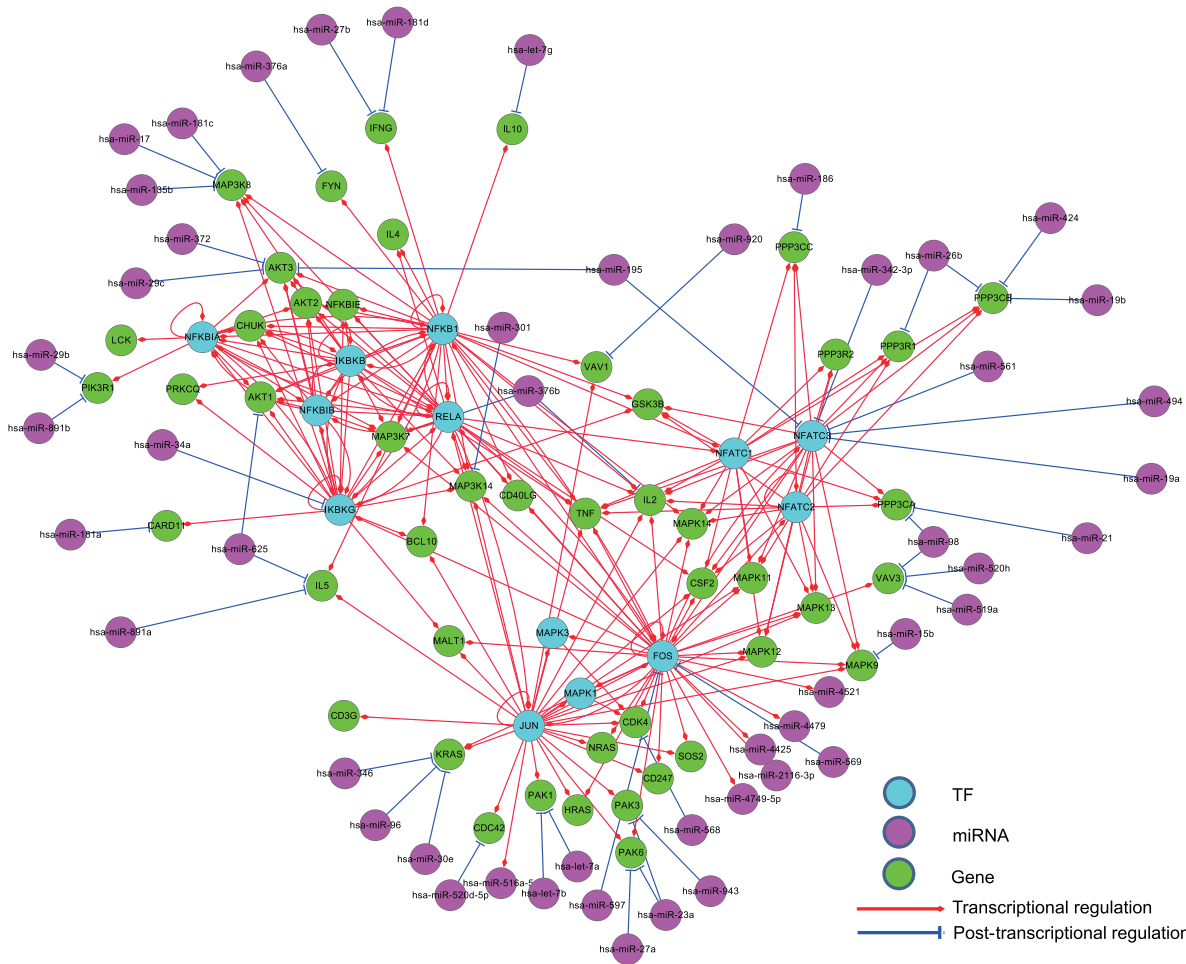 hsa-miR-181d
hsa-miR-27b
hsa-let-7g
hsa-miR-376a
hsa-miR-181c
IFNG
IL10
hsa-miR-17
hsa-miR-186
hsa-miR-135b
MAP3K8
FYN
hsa-miR-424
IL4
hsa-miR-372
hsa-miR-920
PPP3CC
hsa-miR-26b
AKT3
hsa-miR-195
hsa-miR-342-3p
hsa-miR-29c
PPP3CB
hsa-miR-19b
AKT2
NFKBIE
CHUK
NFKB1
hsa-miR-301
LCK
NFKBIA
PPP3R1
hsa-miR-29b
IKBKB
VAV1
PPP3R2
hsa-miR-561
PIK3R1
PRKCQ
AKT1
hsa-miR-376b
hsa-miR-494
NFKBIB
RELA
GSK3B
hsa-miR-891b
MAP3K7
NFATC3
hsa-miR-34a
NFATC1
hsa-miR-19a
MAP3K14
CD40LG
IL2
IKBKG
TNF
NFATC2
PPP3CA
CARD11
hsa-miR-181a
MAPK14
hsa-miR-21
BCL10
hsa-miR-98
hsa-miR-625
IL5
CSF2
MAPK11
VAV3
hsa-miR-520h
MAPK13
hsa-miR-519a
hsa-miR-891a
MALT1
MAPK3
hsa-miR-15b
FOS
MAPK12
MAPK9
MAPK1
hsa-miR-4521
CD3G
JUN
CDK4
hsa-miR-4479
KRAS
NRAS
SOS2
hsa-miR-4425
hsa-miR-569
hsa-miR-346
CD247
hsa-miR-2116-3p
PAK1
HRAS
PAK3
hsa-miR-4749-5p
TF
hsa-miR-96
CDC42
hsa-miR-568
miRNA
hsa-miR-30e
PAK6
hsa-let-7a
Gene
hsa-miR-520d-5p
hsa-let-7b
hsa-miR-943
hsa-miR-597
hsa-miR-23a
Transcriptional regulation
Post-transcriptional regulation
hsa-miR-27a